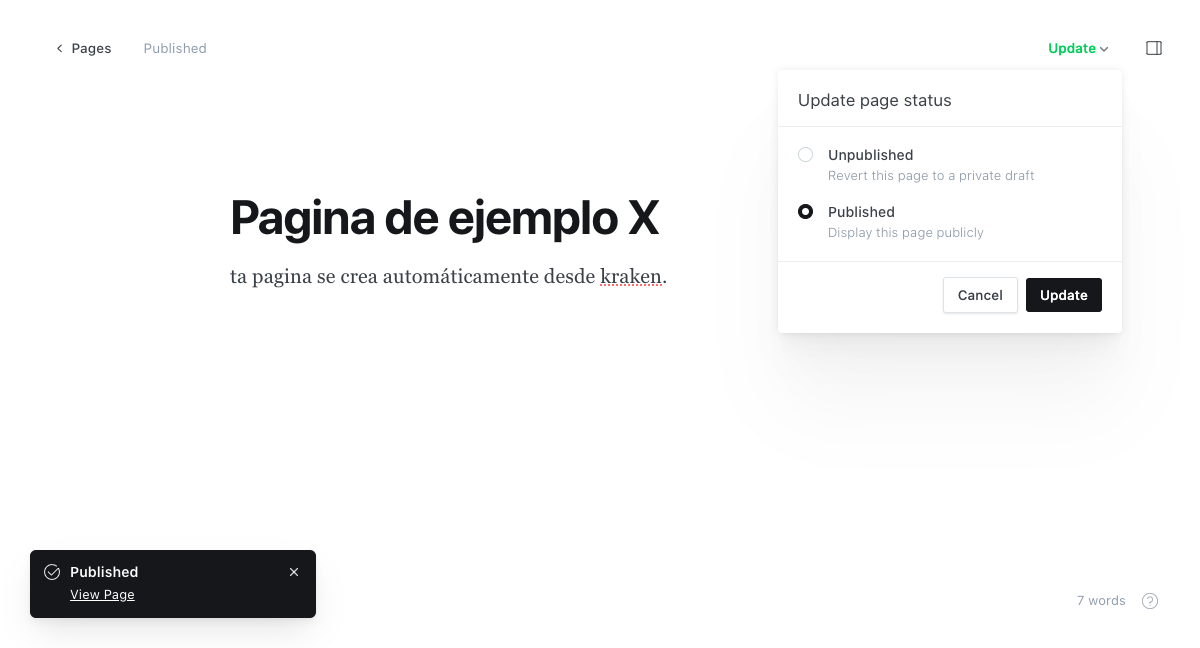 Pages
Published
Update
Update page status
Unpublished
Revert this page to a private draft
Published
Display this page publicly
Cancel
Update
Pagina de ejemplo X
ta pagina se crea automáticamente desde kraken.
Published
View Page
7 words
?